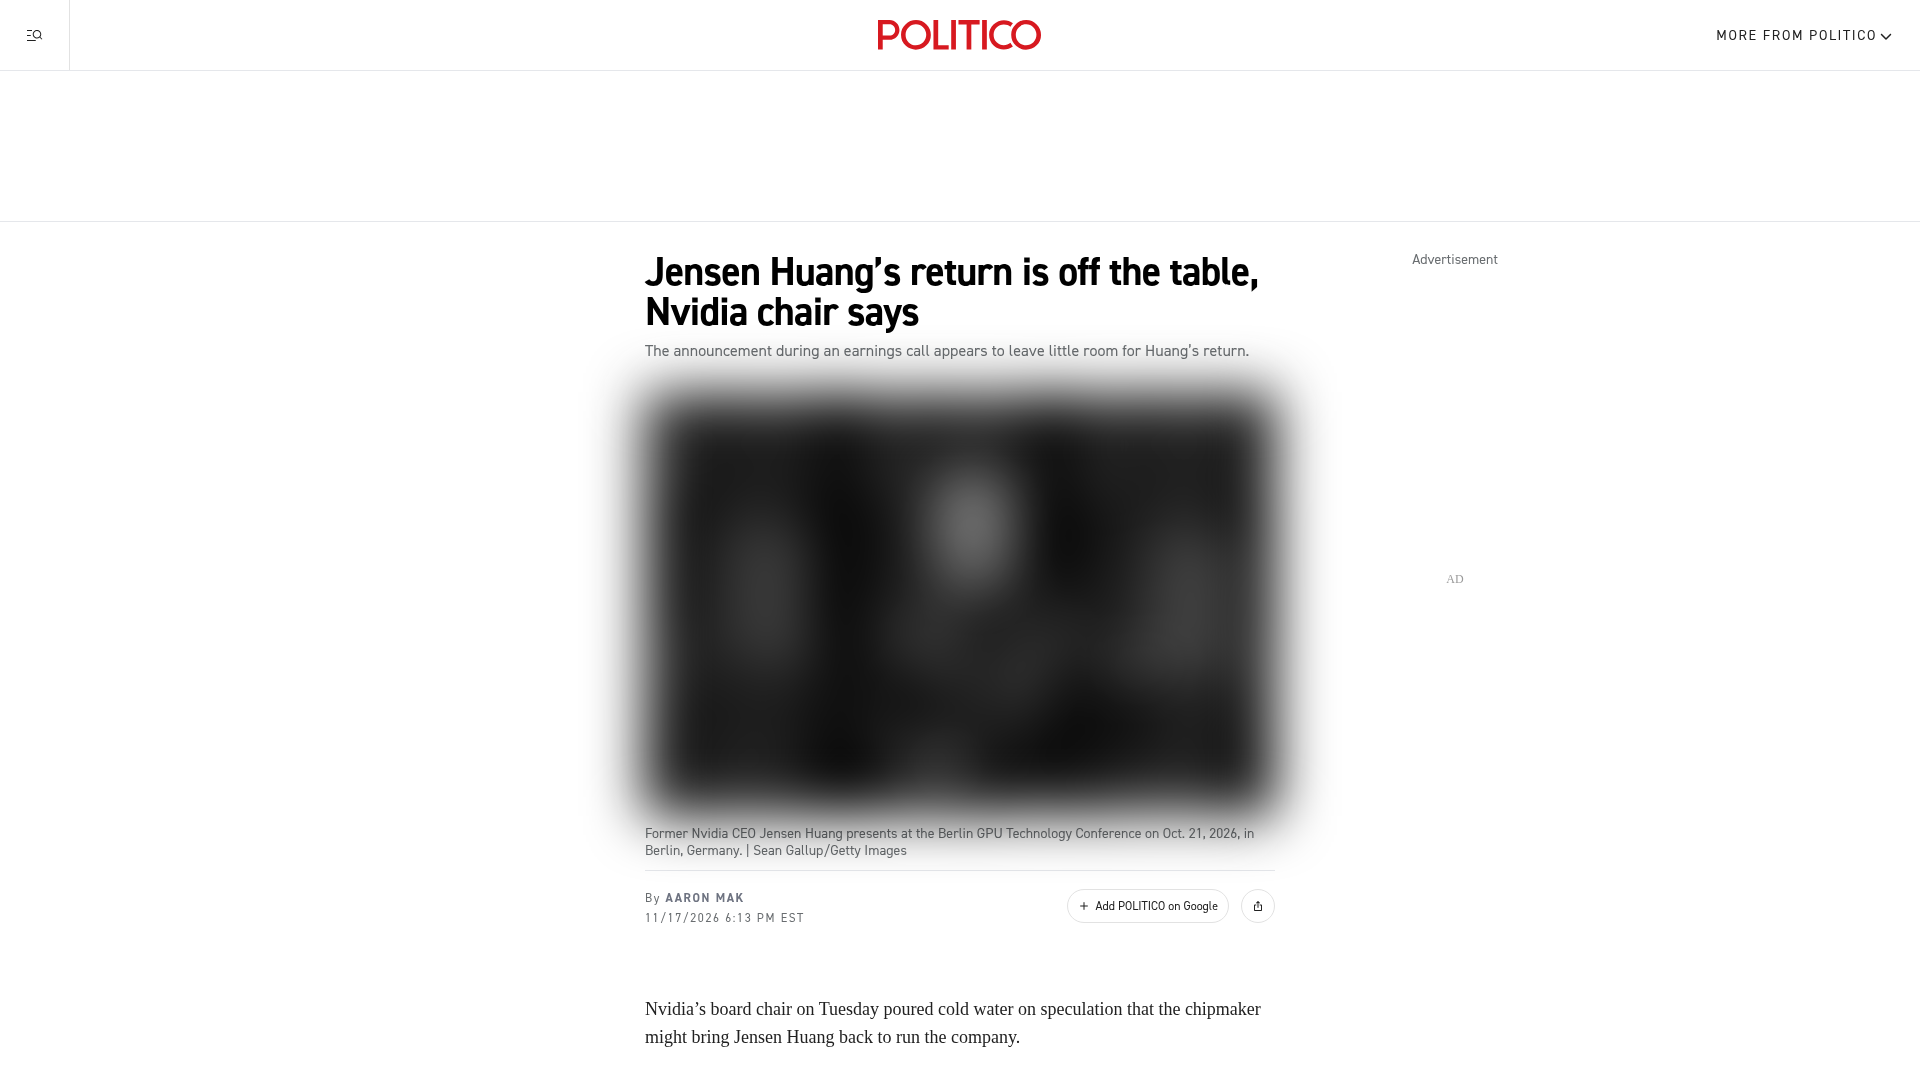 POLITICO
MORE FROM POLITICO
Jensen Huang’s return is off the table,
Nvidia chair says
The announcement during an earnings call appears to leave little room for Huang’s return.
Advertisement
AD
Former Nvidia CEO Jensen Huang presents at the Berlin GPU Technology Conference on Oct. 21, 2026, in
Berlin, Germany. | Sean Gallup/Getty Images
By AARON MAK
11/17/2026 6:13 PM EST
Add POLITICO on Google
Nvidia’s board chair on Tuesday poured cold water on speculation that the chipmaker
might bring Jensen Huang back to run the company.